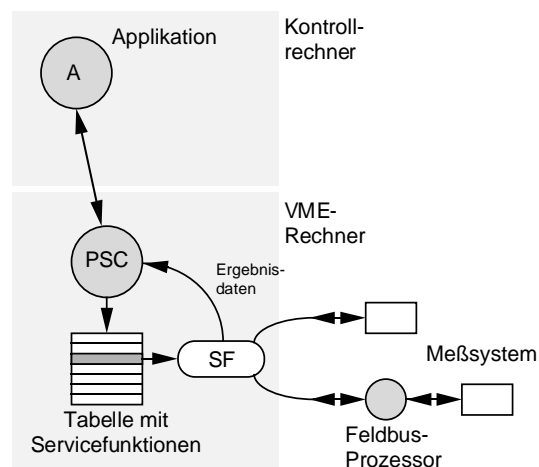 Applikation
Kontroll-
rechner
A
VME-
Rechner
PSC
Ergebnis-
daten
SF
Meßsystem
Tabelle mit
Servicefunktionen
Feldbus-
Prozessor